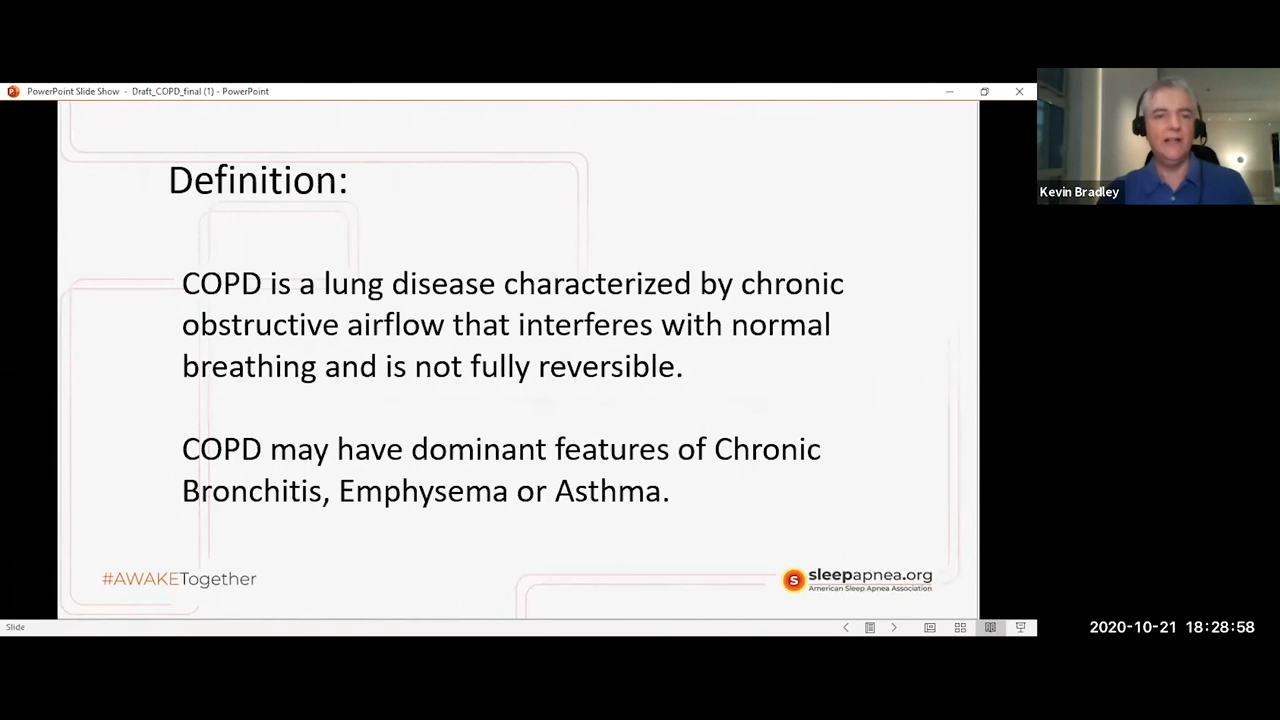 PowerPoint Slide Show - Draft_COPD_final (1) - PowerPoint
Kevin Bradley
Definition:
COPD is a lung disease characterized by chronic
obstructive airflow that interferes with normal
breathing and is not fully reversible.
COPD may have dominant features of Chronic
Bronchitis, Emphysema or Asthma.
#AWAKETogether
S
sleepapnea.org
American Sleep Apnea Association
Slide
2020-10-21 18:28:58